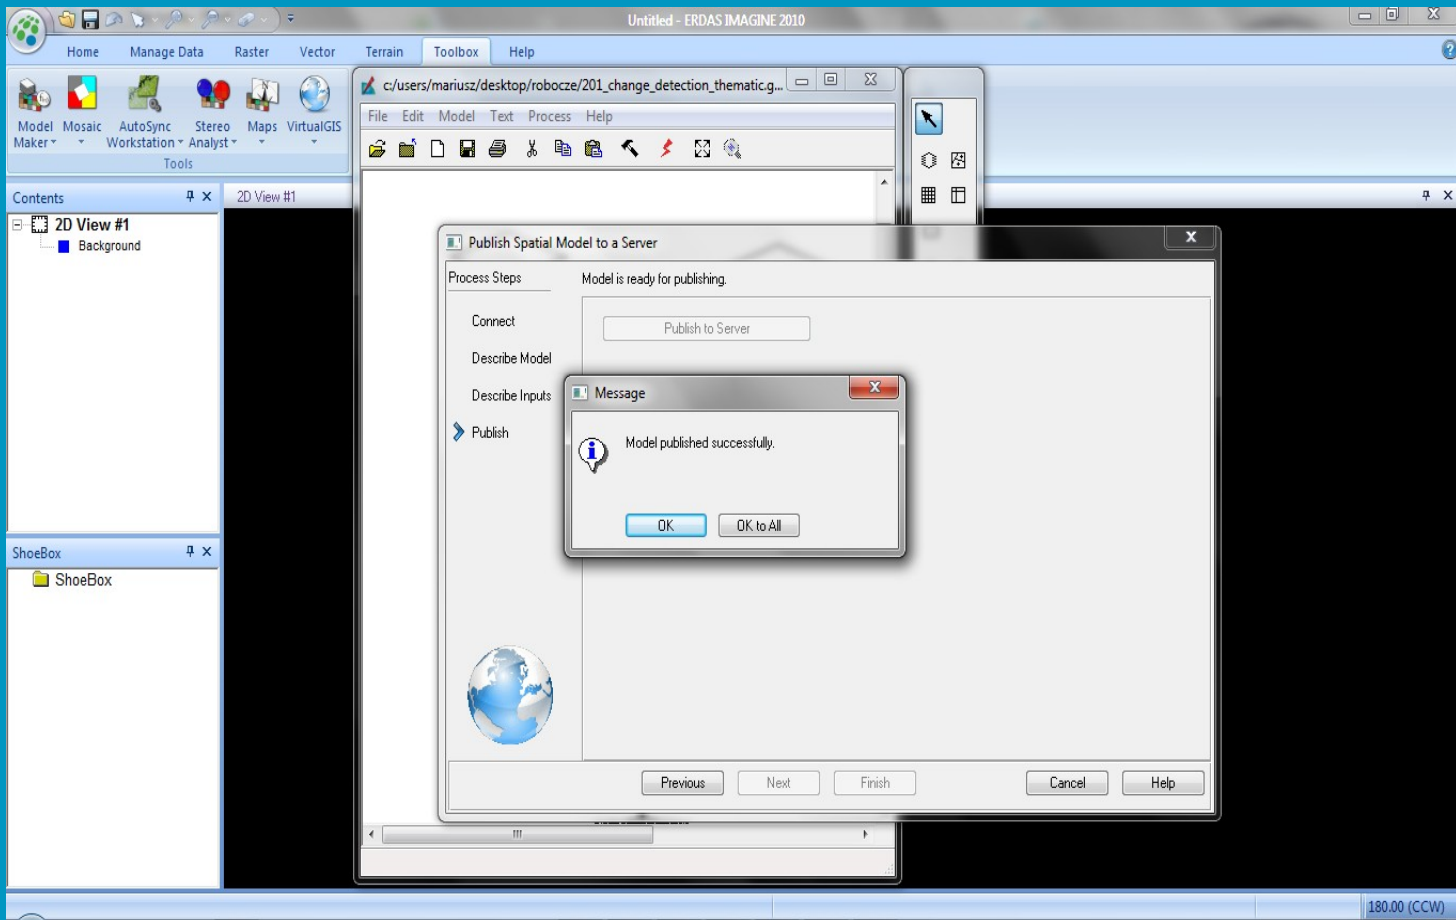 Untitled - ERDAS IMAGINE 2010
Home Manage Data Raster Vector Terrain Toolbox Help
Model Maker
Mosaic
AutoSync Workstation
Stereo Analyst
Maps
VirtualGIS
Tools
c:/users/mariusz/desktop/robocze/201_change_detection_thematic.g...
File Edit Model Text Process Help
Contents
2D View #1
2D View #1
Background
ShoeBox
ShoeBox
Publish Spatial Model to a Server
Process Steps
Connect
Describe Model
Describe Inputs
Publish
Model is ready for publishing.
Publish to Server
Message
Model published successfully.
OK OK to All
Previous Next Finish Cancel Help
180.00 (CCW)